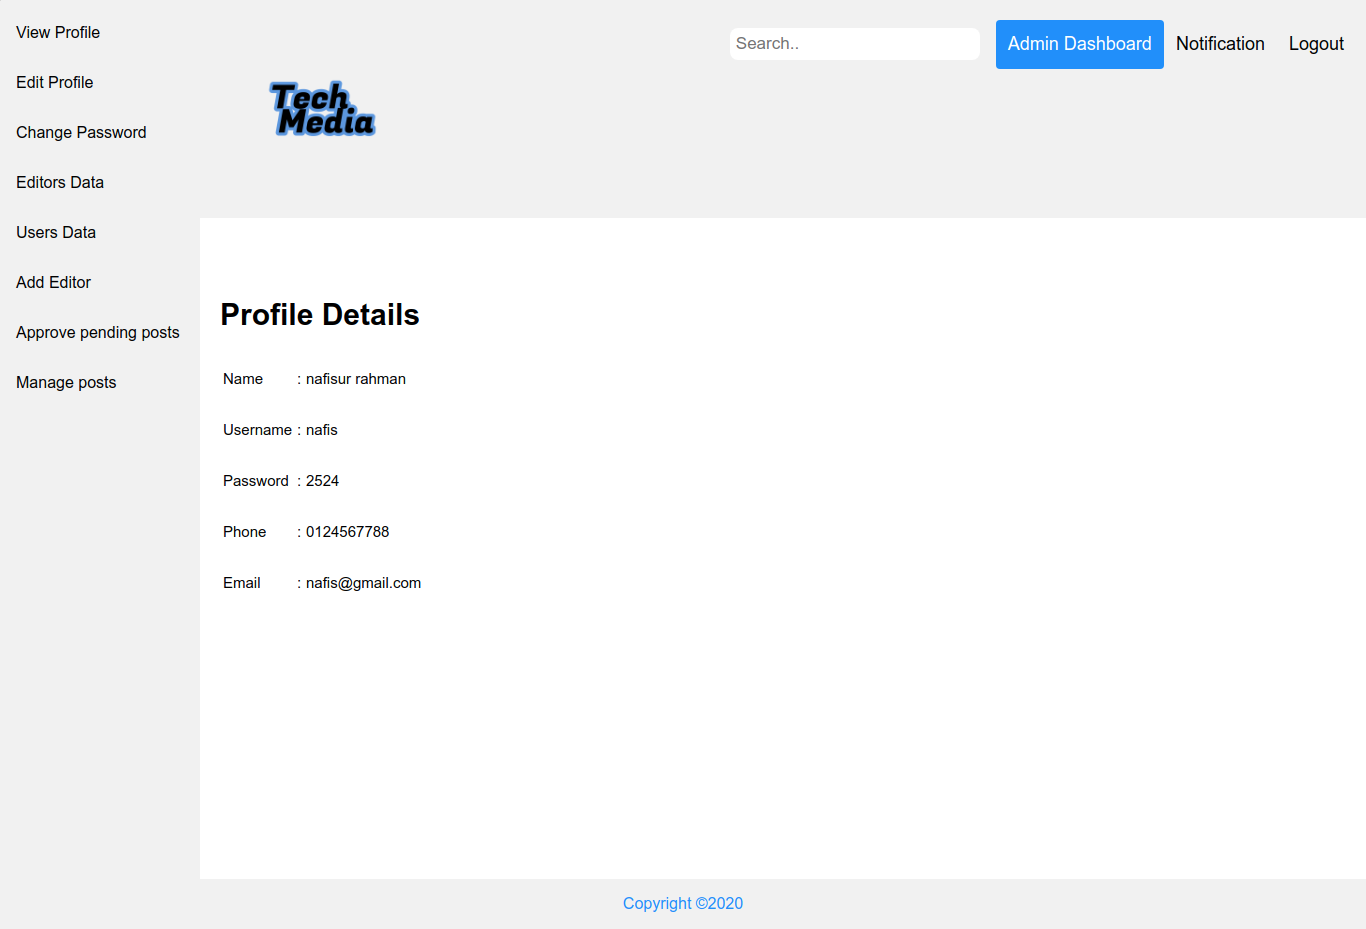 View Profile
Edit Profile
Change Password
Editors Data
Users Data
Add Editor
Approve pending posts
Manage posts
Search..
Admin Dashboard
Notification
Logout
Tech
Media
Profile Details
Name : nafisur rahman
Username : nafis
Password : 2524
Phone : 0124567788
Email : nafis@gmail.com
Copyright ©2020